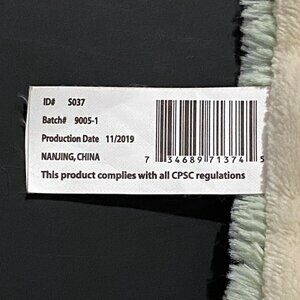 ID# S037
Batch# 9005-1
Production Date 11/2019
NANJING, CHINA
7 34689 71374 5
This product complies with all CPSC regulations